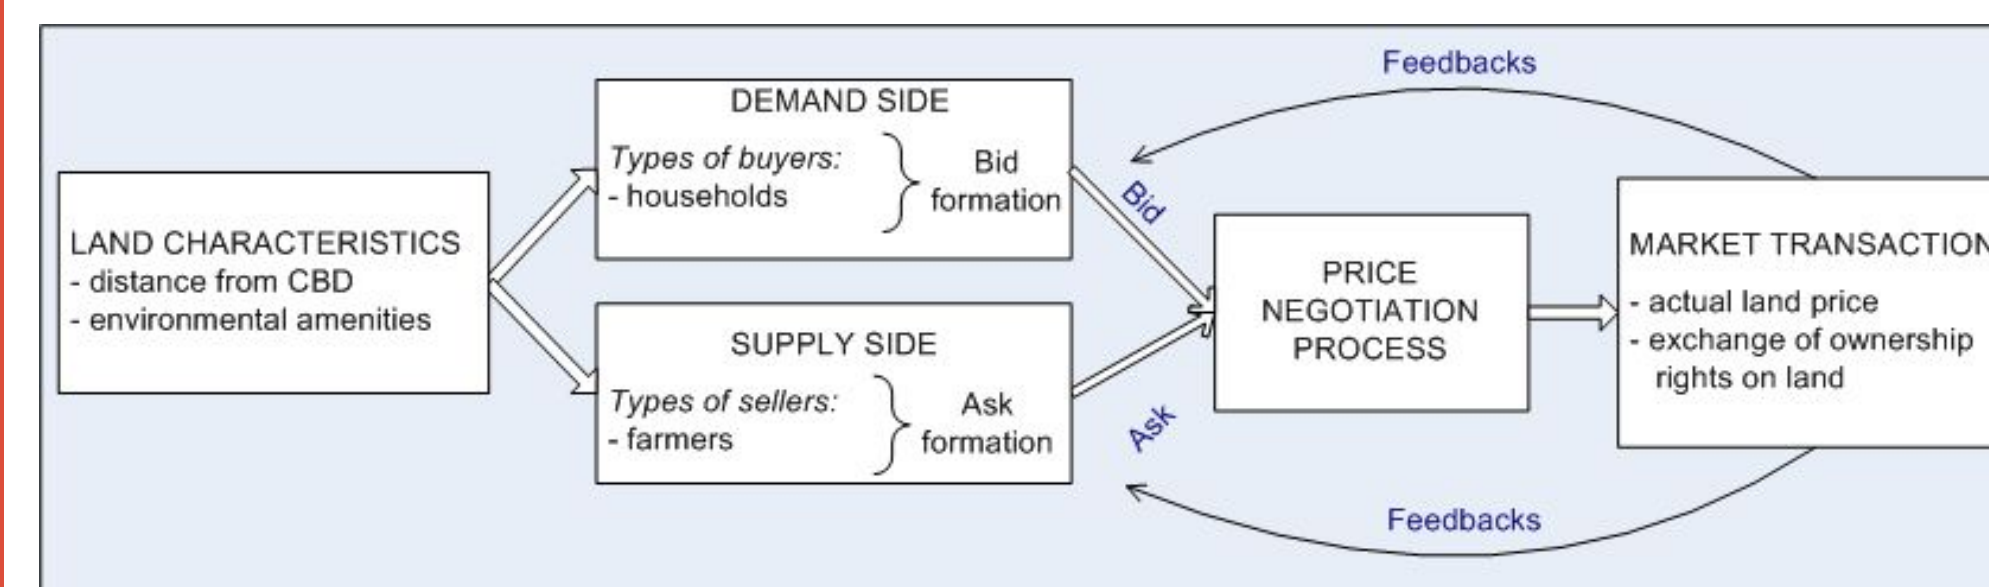 LAND CHARACTERISTICS
- distance from CBD
- environmental amenities
DEMAND SIDE
Types of buyers:
- households
Bid
formation
SUPPLY SIDE
Types of sellers:
- farmers
Ask
formation
Bid
Ask
PRICE
NEGOTIATION
PROCESS
Feedbacks
MARKET TRANSACTION
- actual land price
- exchange of ownership
rights on land
Feedbacks